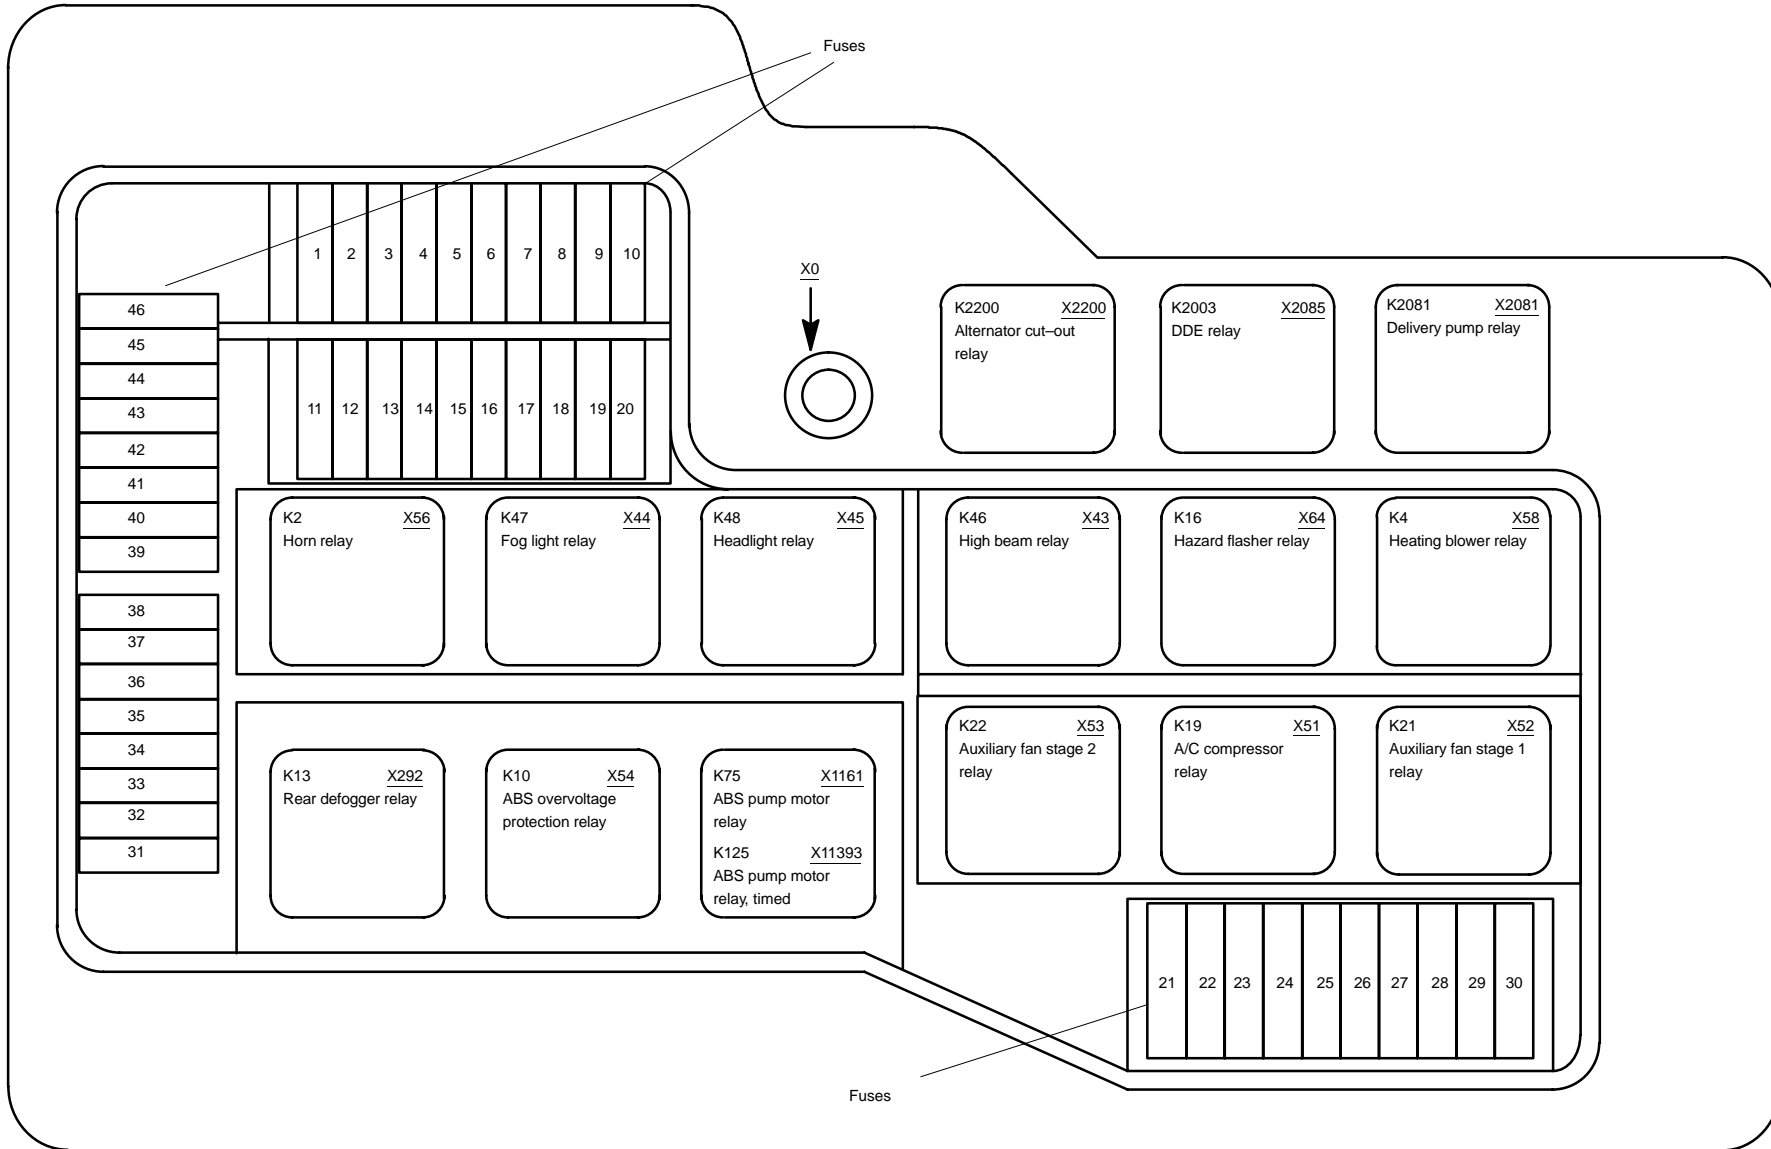 Fuses
1 2 3 4 5 6 7 8 9 10
X0
46
45
44
43
42
41
40
39
38
37
36
35
34
33
32
31
11 12 13 14 15 16 17 18 19 20
K2200 X2200
Alternator cut–out
relay
K2003 X2085
DDE relay
K2081 X2081
Delivery pump relay
K2 X56
Horn relay
K47 X44
Fog light relay
K48 X45
Headlight relay
K46 X43
High beam relay
K16 X64
Hazard flasher relay
K4 X58
Heating blower relay
K13 X292
Rear defogger relay
K10 X54
ABS overvoltage
protection relay
K75 X1161
ABS pump motor
relay
K125 X11393
ABS pump motor
relay, timed
K22 X53
Auxiliary fan stage 2
relay
K19 X51
A/C compressor
relay
K21 X52
Auxiliary fan stage 1
relay
21 22 23 24 25 26 27 28 29 30
Fuses